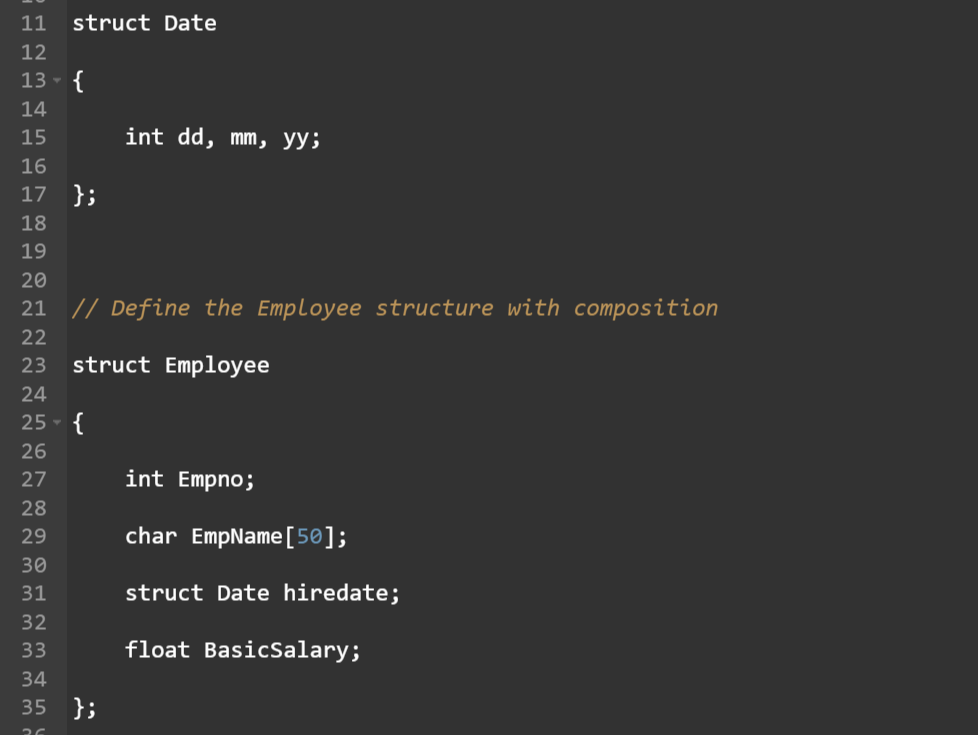 11 struct Date
12
13 {
14
15 int dd, mm, yy;
16
17 };
18
19
20
21 // Define the Employee structure with composition
22
23 struct Employee
24
25 {
26
27 int Empno;
28
29 char EmpName[50];
30
31 struct Date hiredate;
32
33 float BasicSalary;
34
35 };